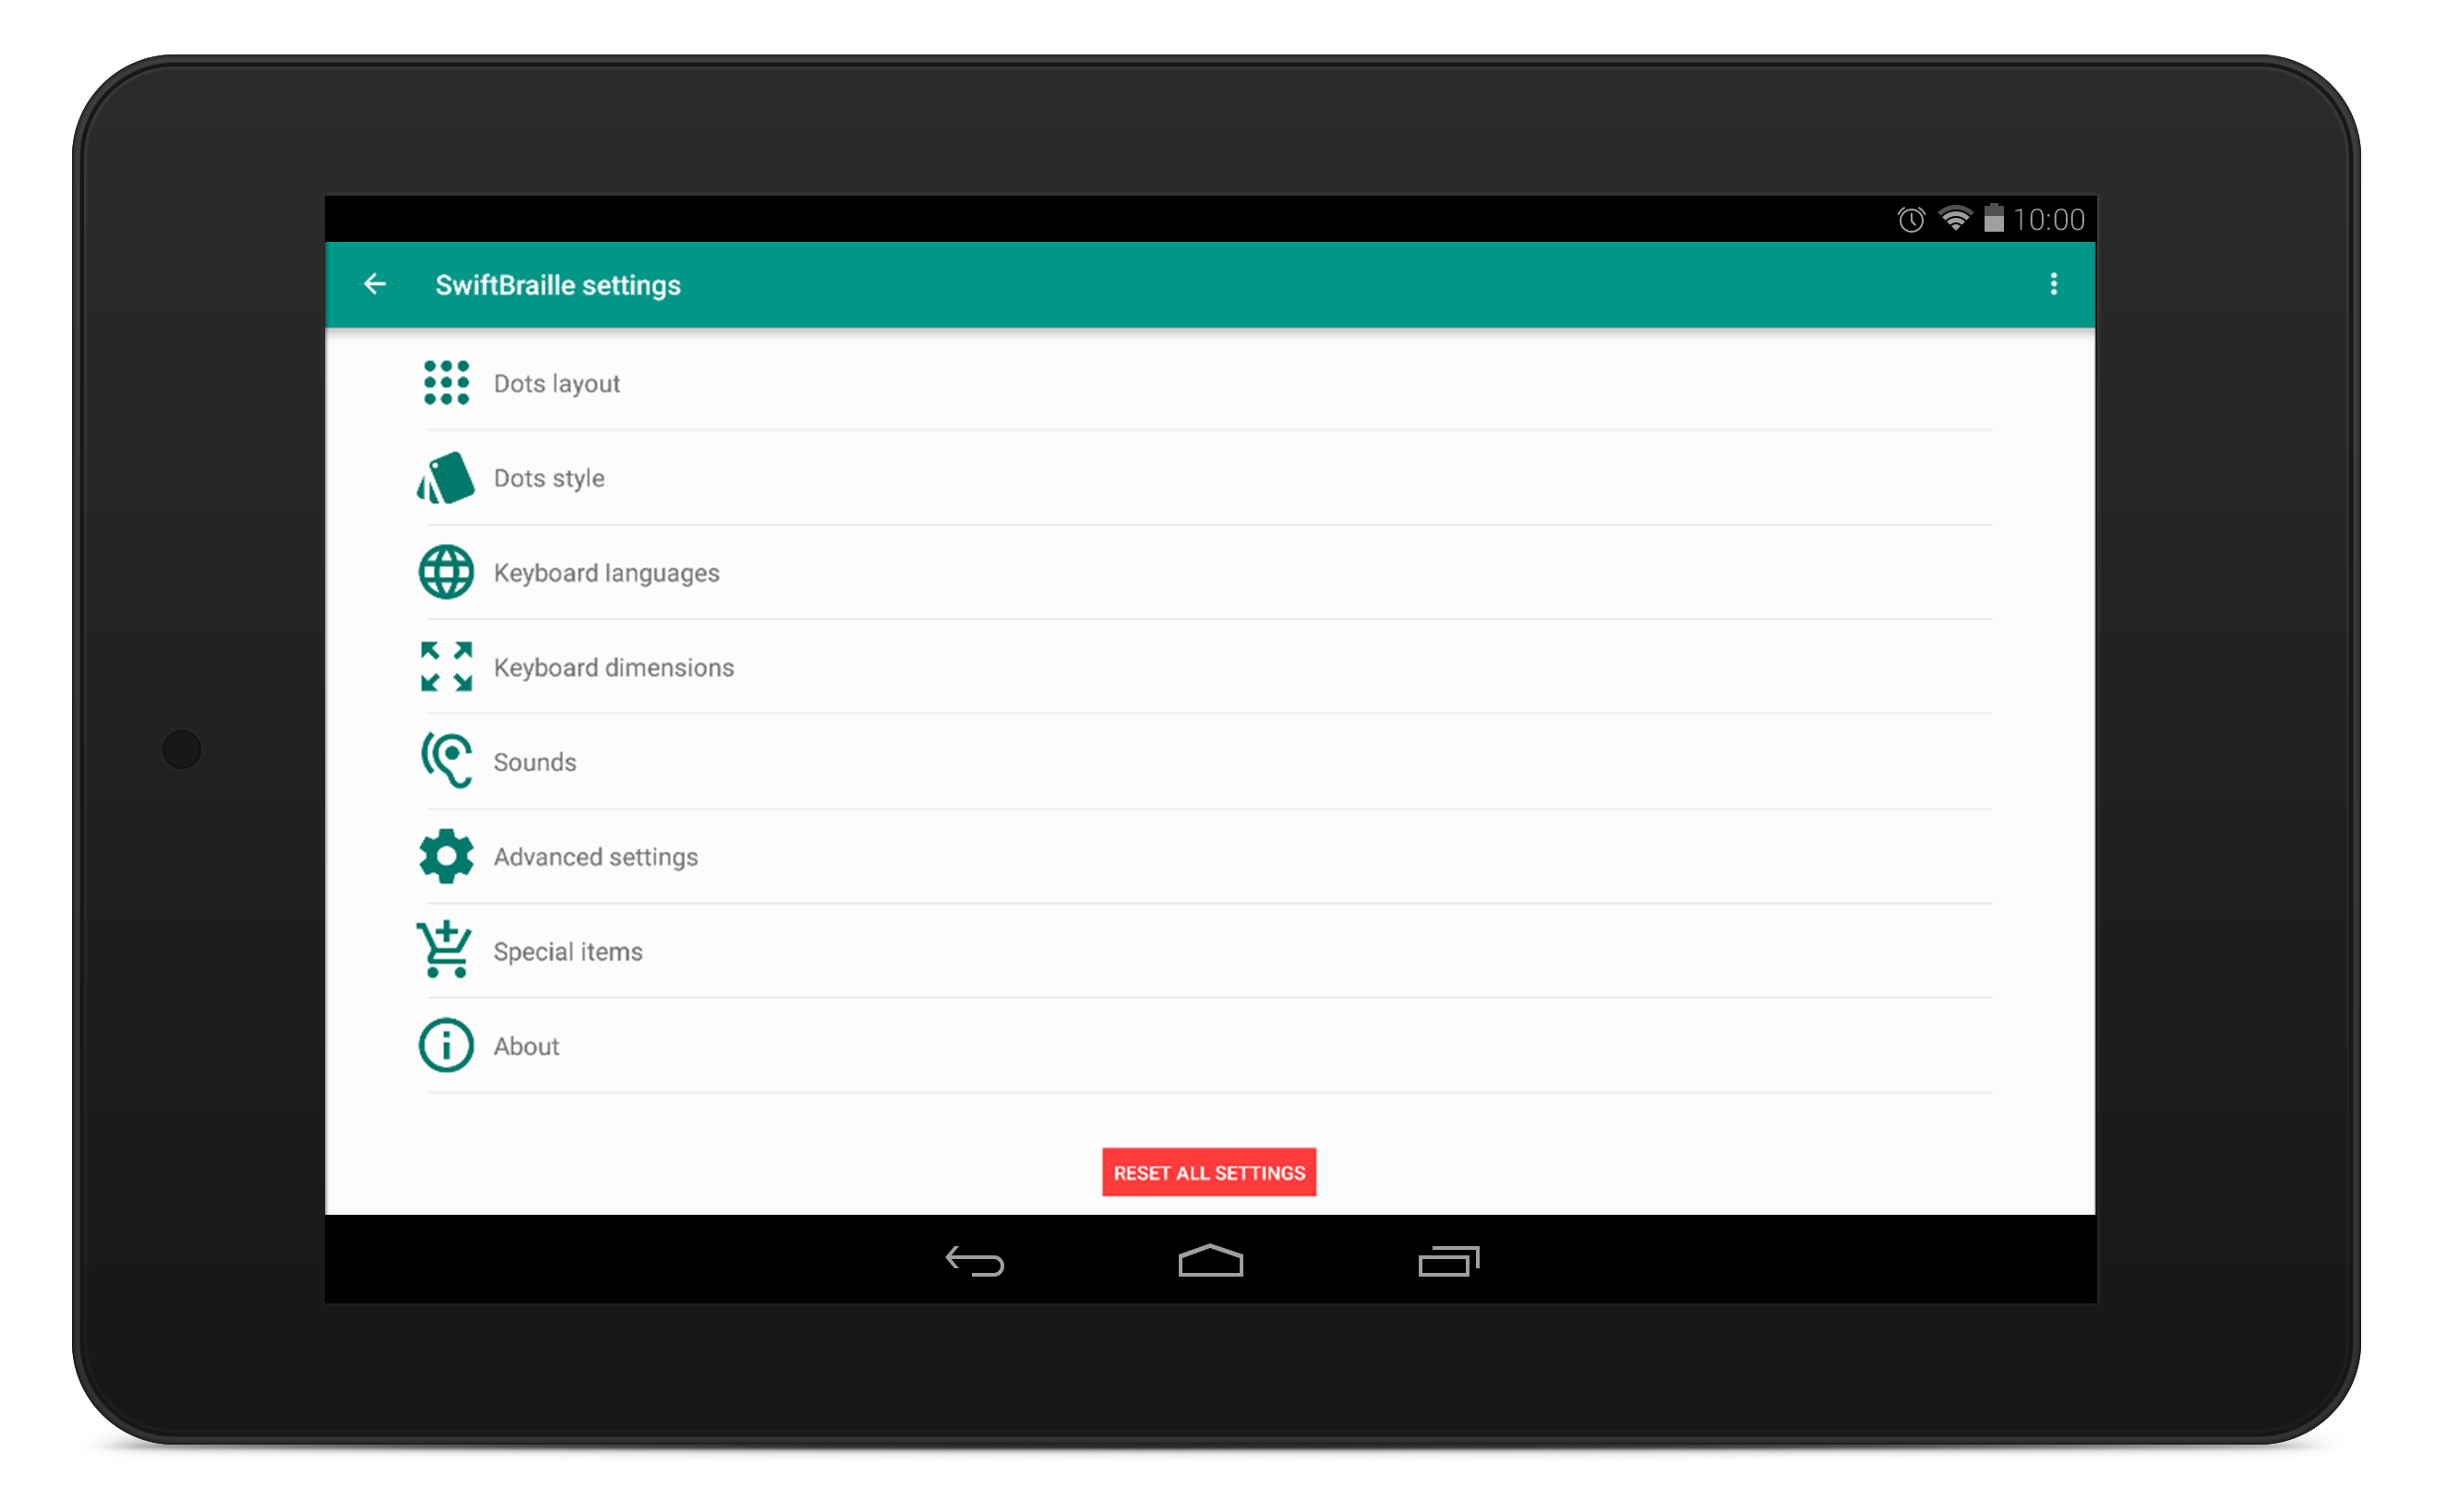 10:00
SwiftBraille settings
Dots layout
Dots style
Keyboard languages
Keyboard dimensions
Sounds
Advanced settings
Special items
About
RESET ALL SETTINGS